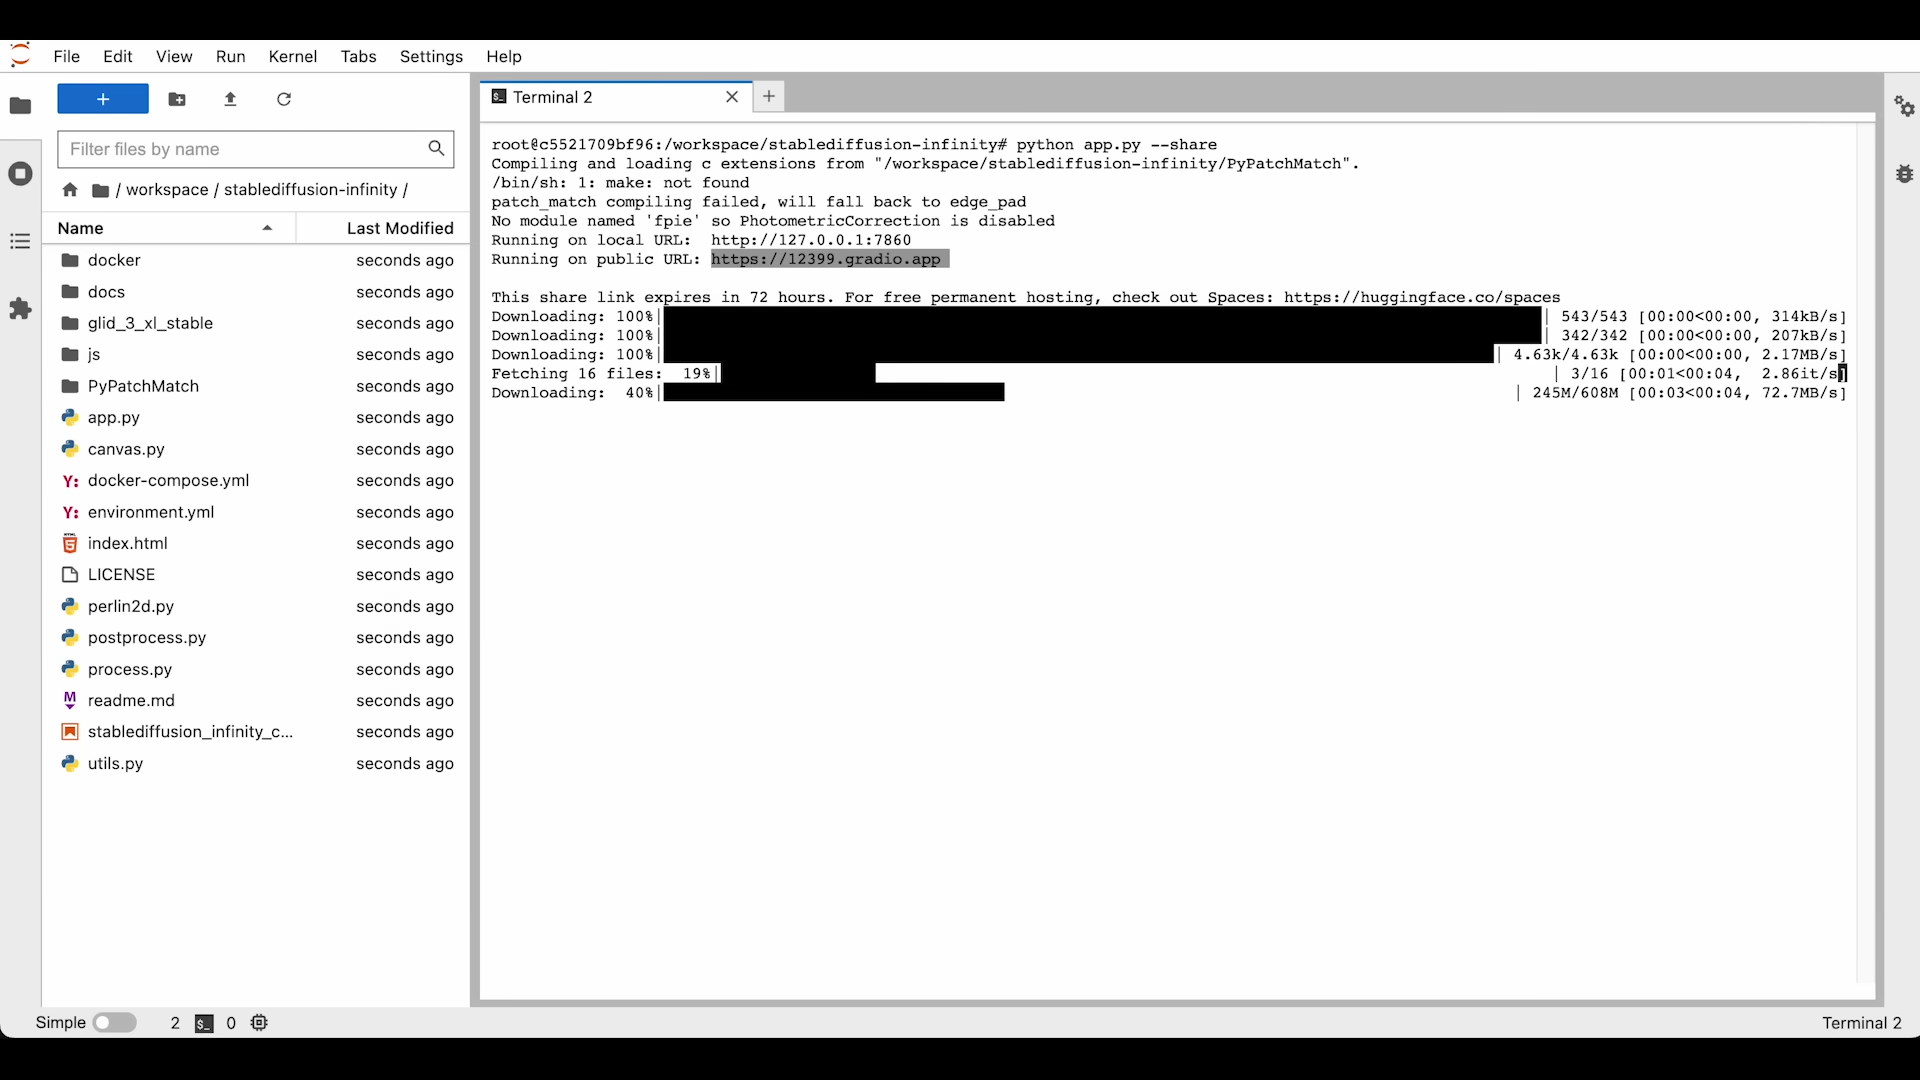 File Edit View Run Kernel Tabs Settings Help
+
Filter files by name
/ workspace / stablediffusion-infinity /
Name Last Modified
docker seconds ago
docs seconds ago
glid_3_xl_stable seconds ago
js seconds ago
PyPatchMatch seconds ago
app.py seconds ago
canvas.py seconds ago
Y: docker-compose.yml seconds ago
Y: environment.yml seconds ago
index.html seconds ago
LICENSE seconds ago
perlin2d.py seconds ago
postprocess.py seconds ago
process.py seconds ago
readme.md seconds ago
stablediffusion_infinity_c... seconds ago
utils.py seconds ago
$_ Terminal 2 +
root@c5521709bf96:/workspace/stablediffusion-infinity# python app.py --share
Compiling and loading c extensions from "/workspace/stablediffusion-infinity/PyPatchMatch".
/bin/sh: 1: make: not found
patch_match compiling failed, will fall back to edge_pad
No module named 'fpie' so PhotometricCorrection is disabled
Running on local URL:  http://127.0.0.1:7860
Running on public URL: https://12399.gradio.app
This share link expires in 72 hours. For free permanent hosting, check out Spaces: https://huggingface.co/spaces
Downloading: 100%| | 543/543 [00:00<00:00, 314kB/s]
Downloading: 100%| | 342/342 [00:00<00:00, 207kB/s]
Downloading: 100%| | 4.63k/4.63k [00:00<00:00, 2.17MB/s]
Fetching 16 files:  19%| | 3/16 [00:01<00:04,  2.86it/s]
Downloading:  40%| | 245M/608M [00:03<00:04, 72.7MB/s]
Simple 2 $_ 0 Terminal 2